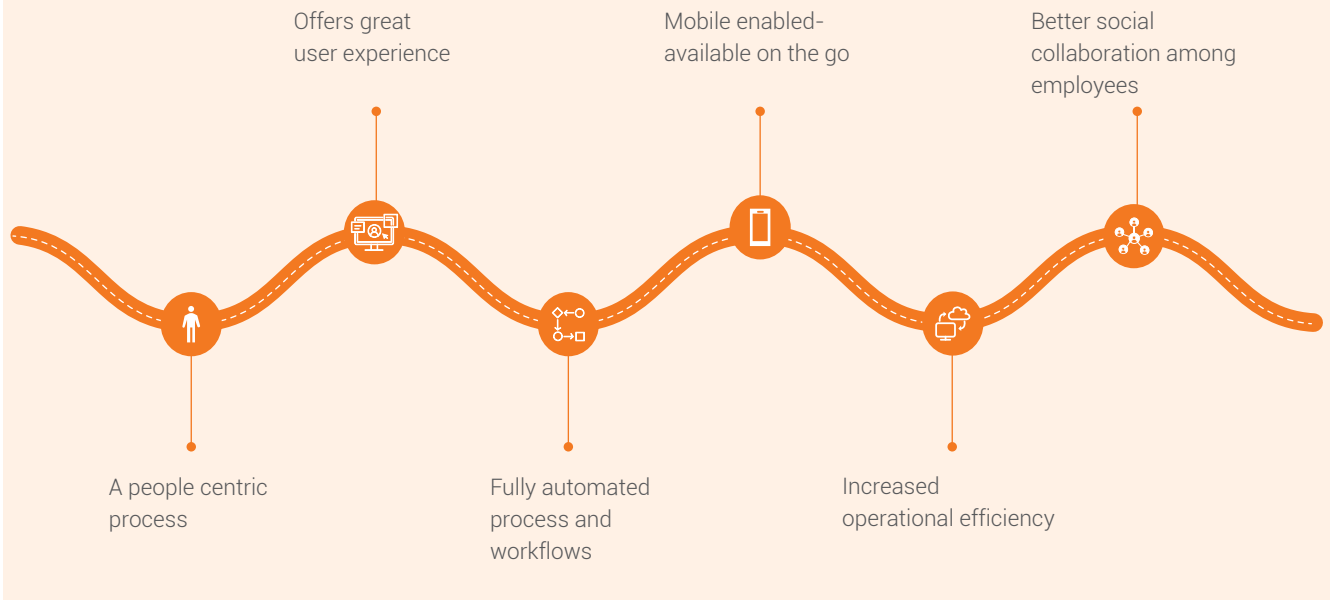 Offers great
user experience
Mobile enabled-
available on the go
Better social
collaboration among
employees
A people centric
process
Fully automated
process and
workflows
Increased
operational efficiency